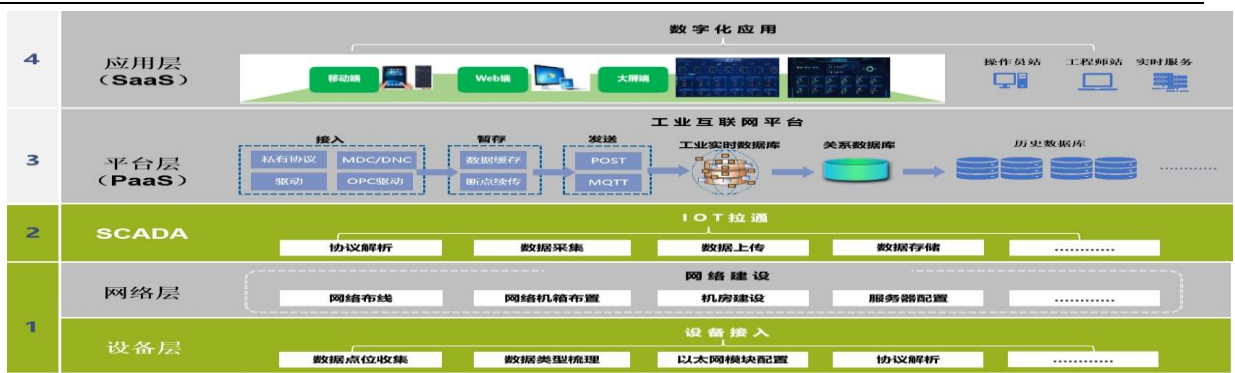 数字化应用
4
应用层
（SaaS）
移动端
Web端
大屏端
操作员站
工程师站
实时服务
工业互联网平台
3
平台层
（PaaS）
接入
私有协议
MDC/DNC
驱动
OPC驱动
暂存
数据缓存
断点续传
发送
POST
MQTT
工业实时数据库
关系数据库
历史数据库
............
IOT拉通
2
SCADA
协议解析
数据采集
数据上传
数据存储
............
网络建设
1
网络层
网络布线
网络机箱布置
机房建设
服务器配置
............
设备接入
设备层
数据点位收集
数据类型梳理
以太网模块配置
协议解析
............